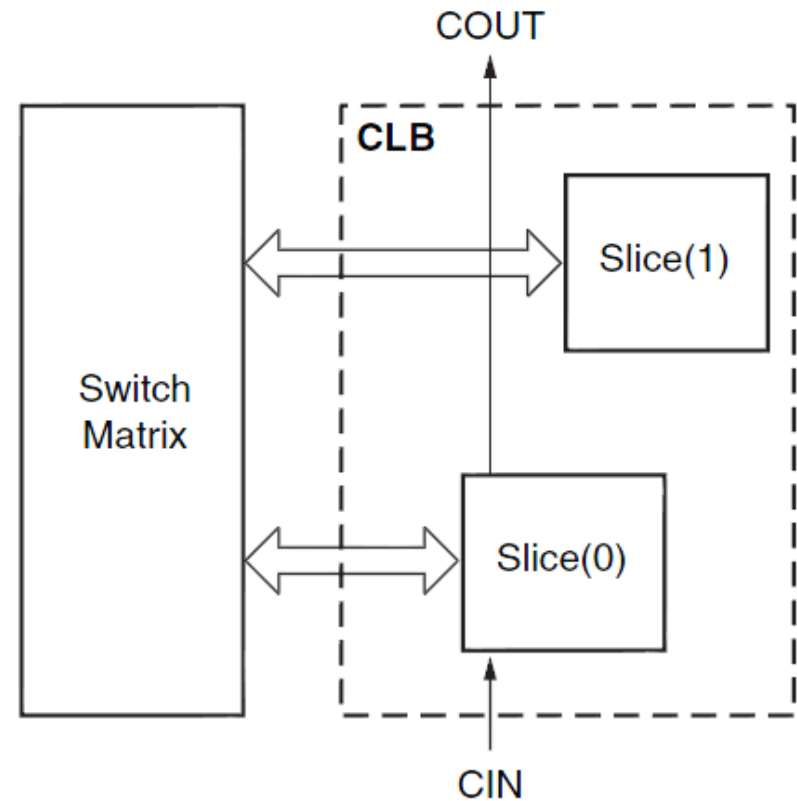 COUT
CLB
Slice(1)
Switch
Matrix
Slice(0)
CIN